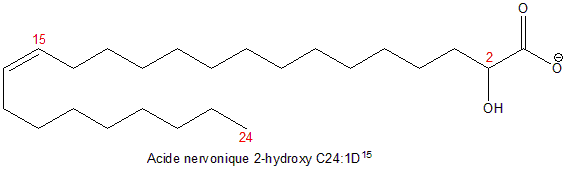 O
15
2
O⊖
OH
24
Acide nervonique 2-hydroxy C24:1D¹⁵